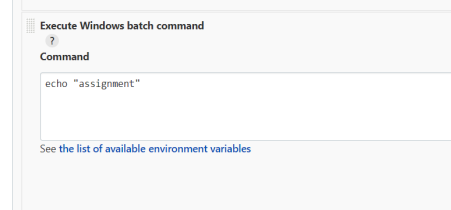 Execute Windows batch command
?
Command
echo "assignment"
See the list of available environment variables